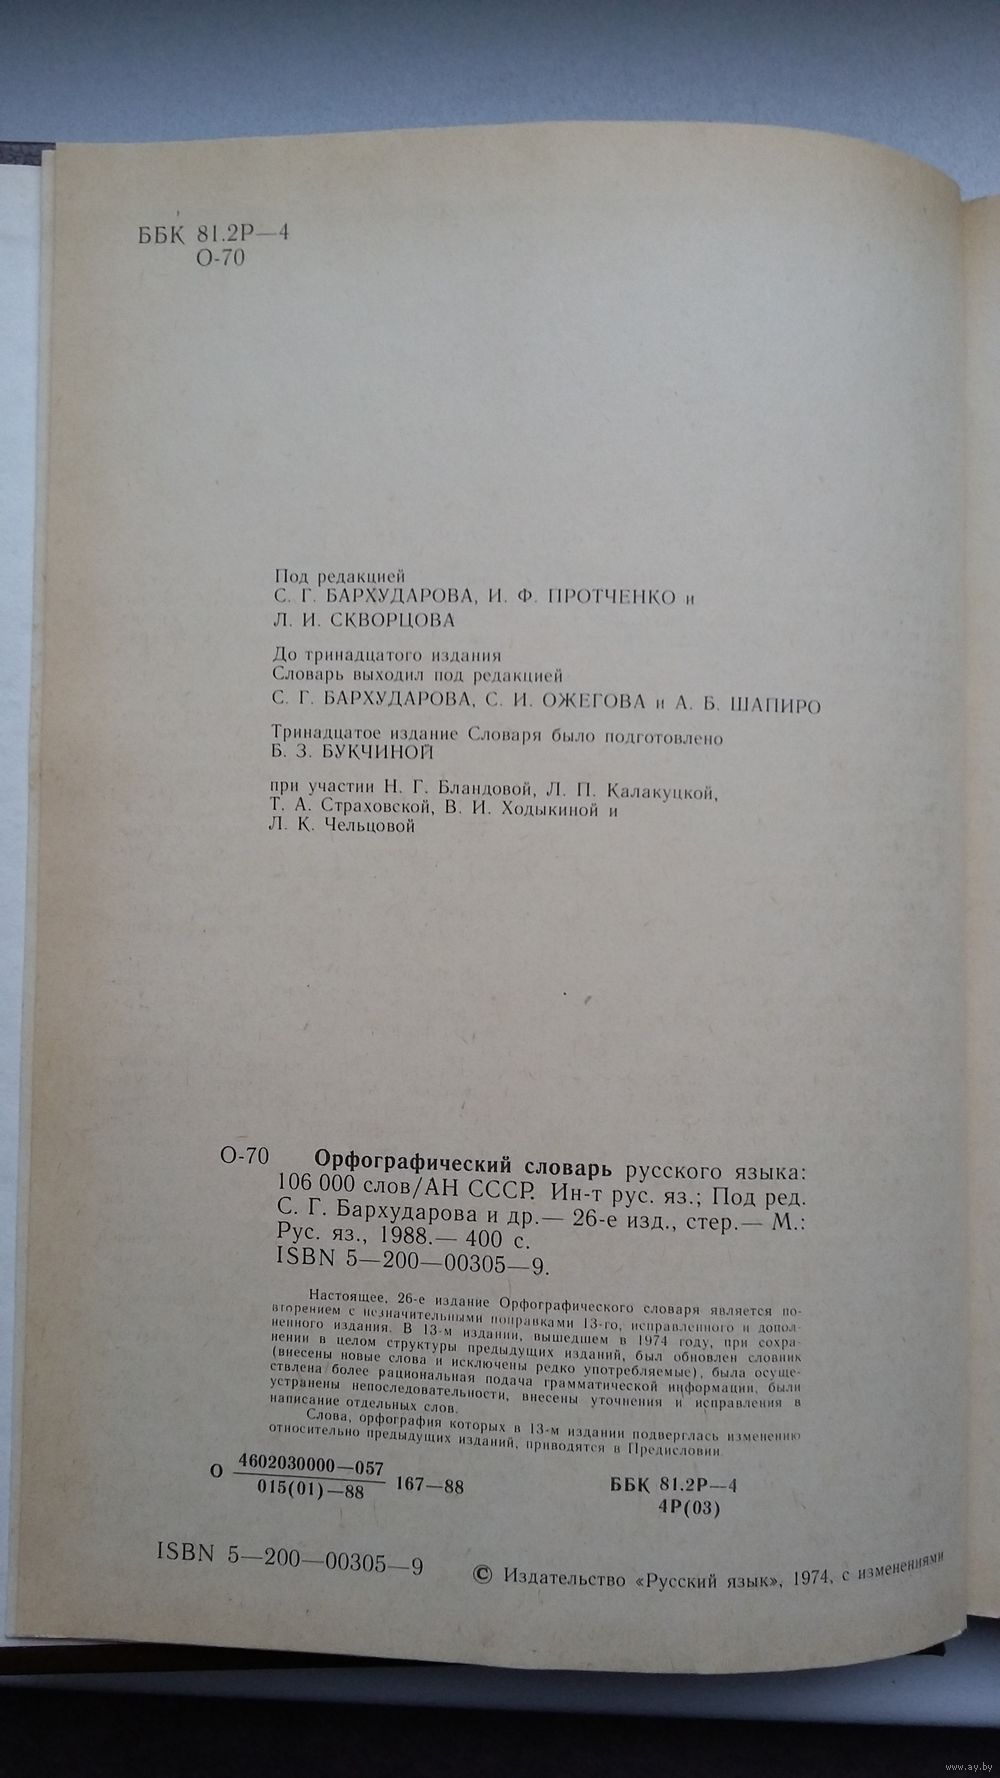 ББК 81.2Р—4
О-70
Под редакцией
С. Г. БАРХУДАРОВА, И. Ф. ПРОТЧЕНКО и
Л. И. СКВОРЦОВА
До тринадцатого издания
Словарь выходил под редакцией
С. Г. БАРХУДАРОВА, С. И. ОЖЕГОВА и А. Б. ШАПИРО
Тринадцатое издание Словаря было подготовлено
Б. З. БУКЧИНОЙ
при участии Н. Г. Бландовой, Л. П. Калакуцкой,
Т. А. Страховской, В. И. Ходыкиной и
Л. К. Чельцовой
О-70 Орфографический словарь русского языка:
106 000 слов/АН СССР. Ин-т рус. яз.; Под ред.
С. Г. Бархударова и др.— 26-е изд., стер.— М.:
Рус. яз., 1988.— 400 с.
ISBN 5—200—00305—9.
Настоящее, 26-е издание Орфографического словаря является по-
вторением с незначительными поправками 13-го, исправленного и допол-
ненного издания. В 13-м издании, вышедшем в 1974 году, при сохра-
нении в целом структуры предыдущих изданий, был обновлен словник
(внесены новые слова и исключены редко употребляемые), была осуще-
ствлена более рациональная подача грамматической информации, были
устранены непоследовательности, внесены уточнения и исправления в
написание отдельных слов.
Слова, орфография которых в 13-м издании подверглась изменению
относительно предыдущих изданий, приводятся в Предисловии.
О 4602030000—057
015(01)—88 167—88
ББК 81.2Р—4
4Р(03)
ISBN 5—200—00305—9
© Издательство «Русский язык», 1974, с изменениями
www.ay.by